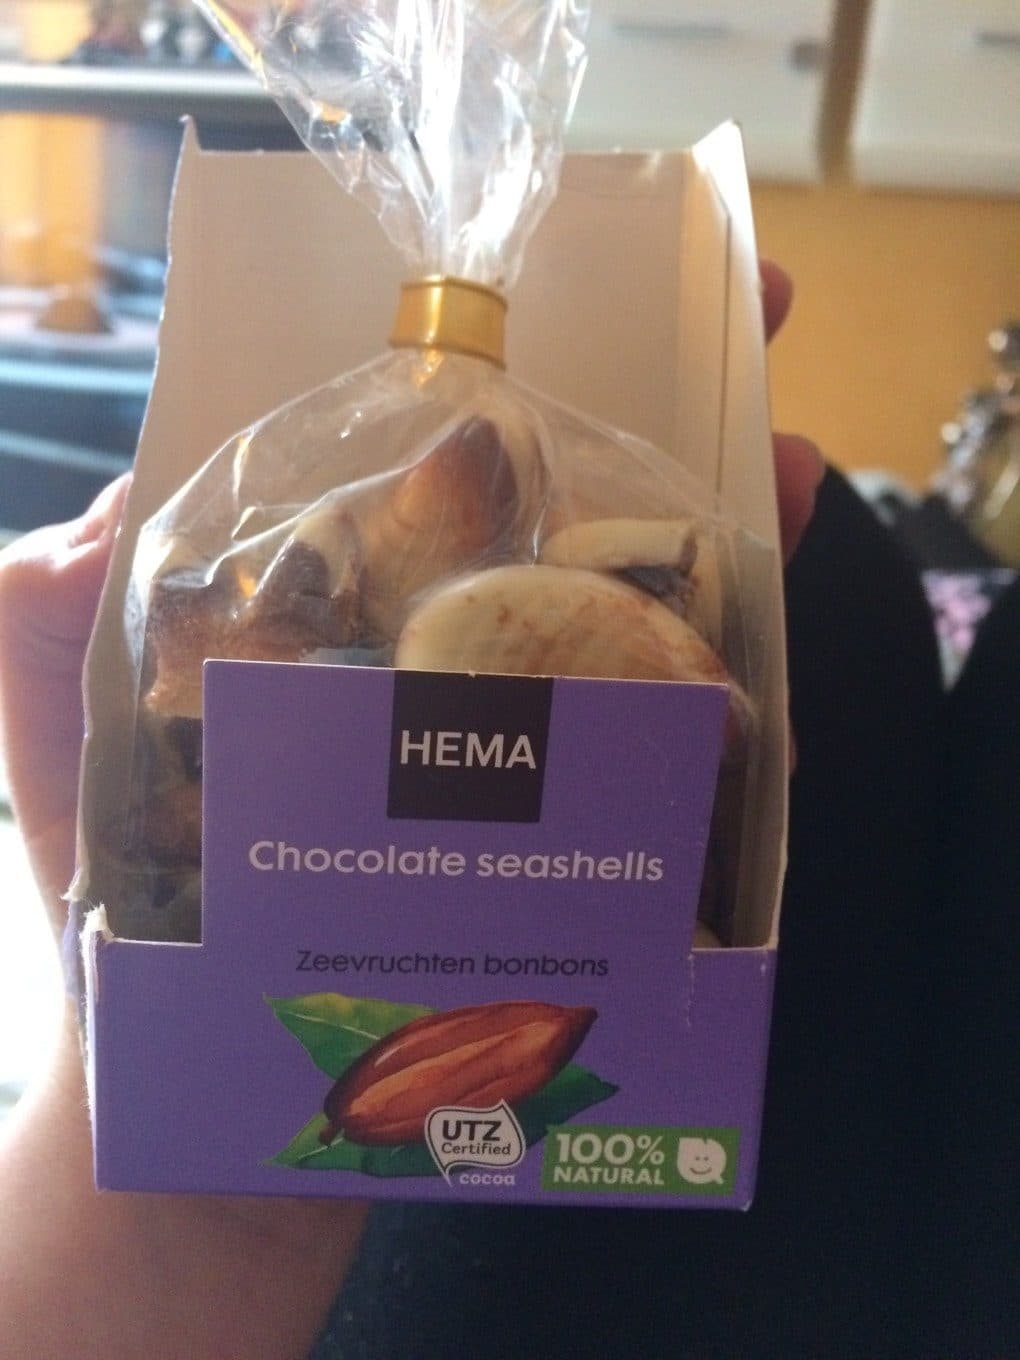 HEMA
Chocolate seashells
Zeevruchten bonbons
UTZ
Certified
cocoa
100%
NATURAL